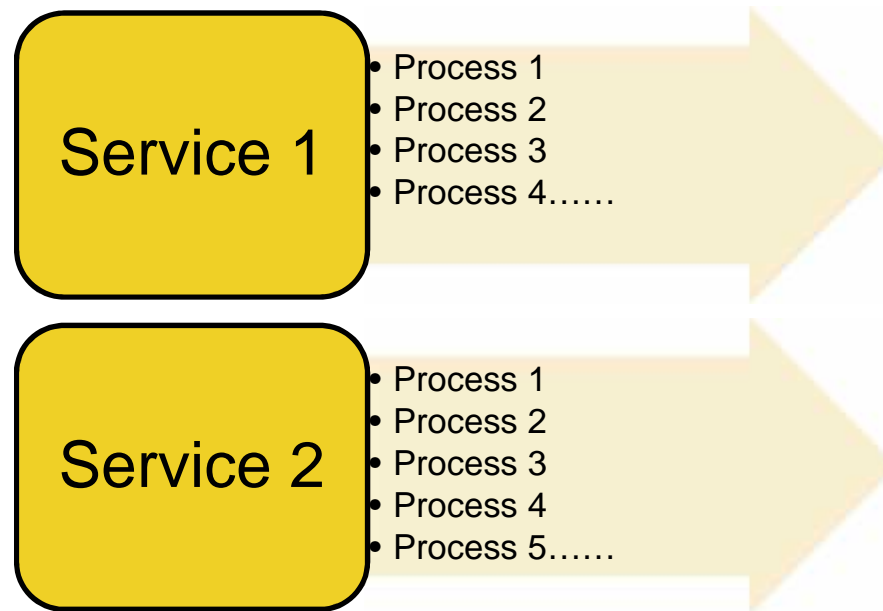 Service 1
• Process 1
• Process 2
• Process 3
• Process 4……
Service 2
• Process 1
• Process 2
• Process 3
• Process 4
• Process 5……